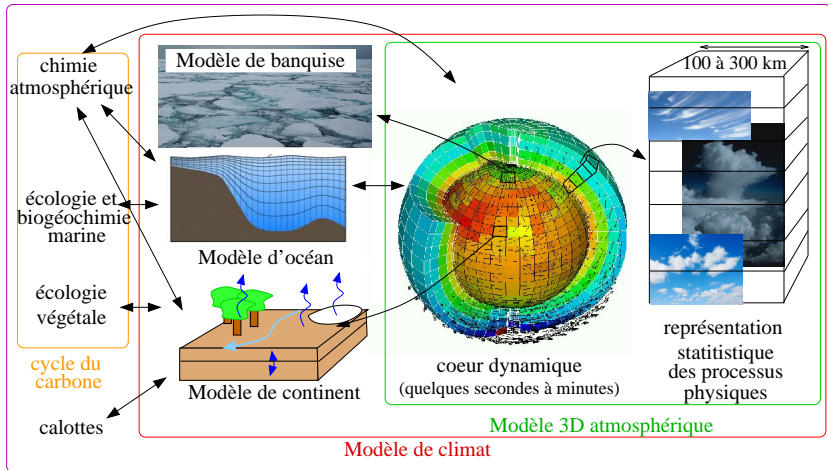 chimie
atmosphérique
écologie et
biogéochimie
marine
écologie
végétale
cycle du
carbone
calottes
Modèle de banquise
Modèle d'océan
Modèle de continent
coeur dynamique
(quelques secondes à minutes)
100 à 300 km
représentation
statitistique
des processus
physiques
Modèle 3D atmosphérique
Modèle de climat